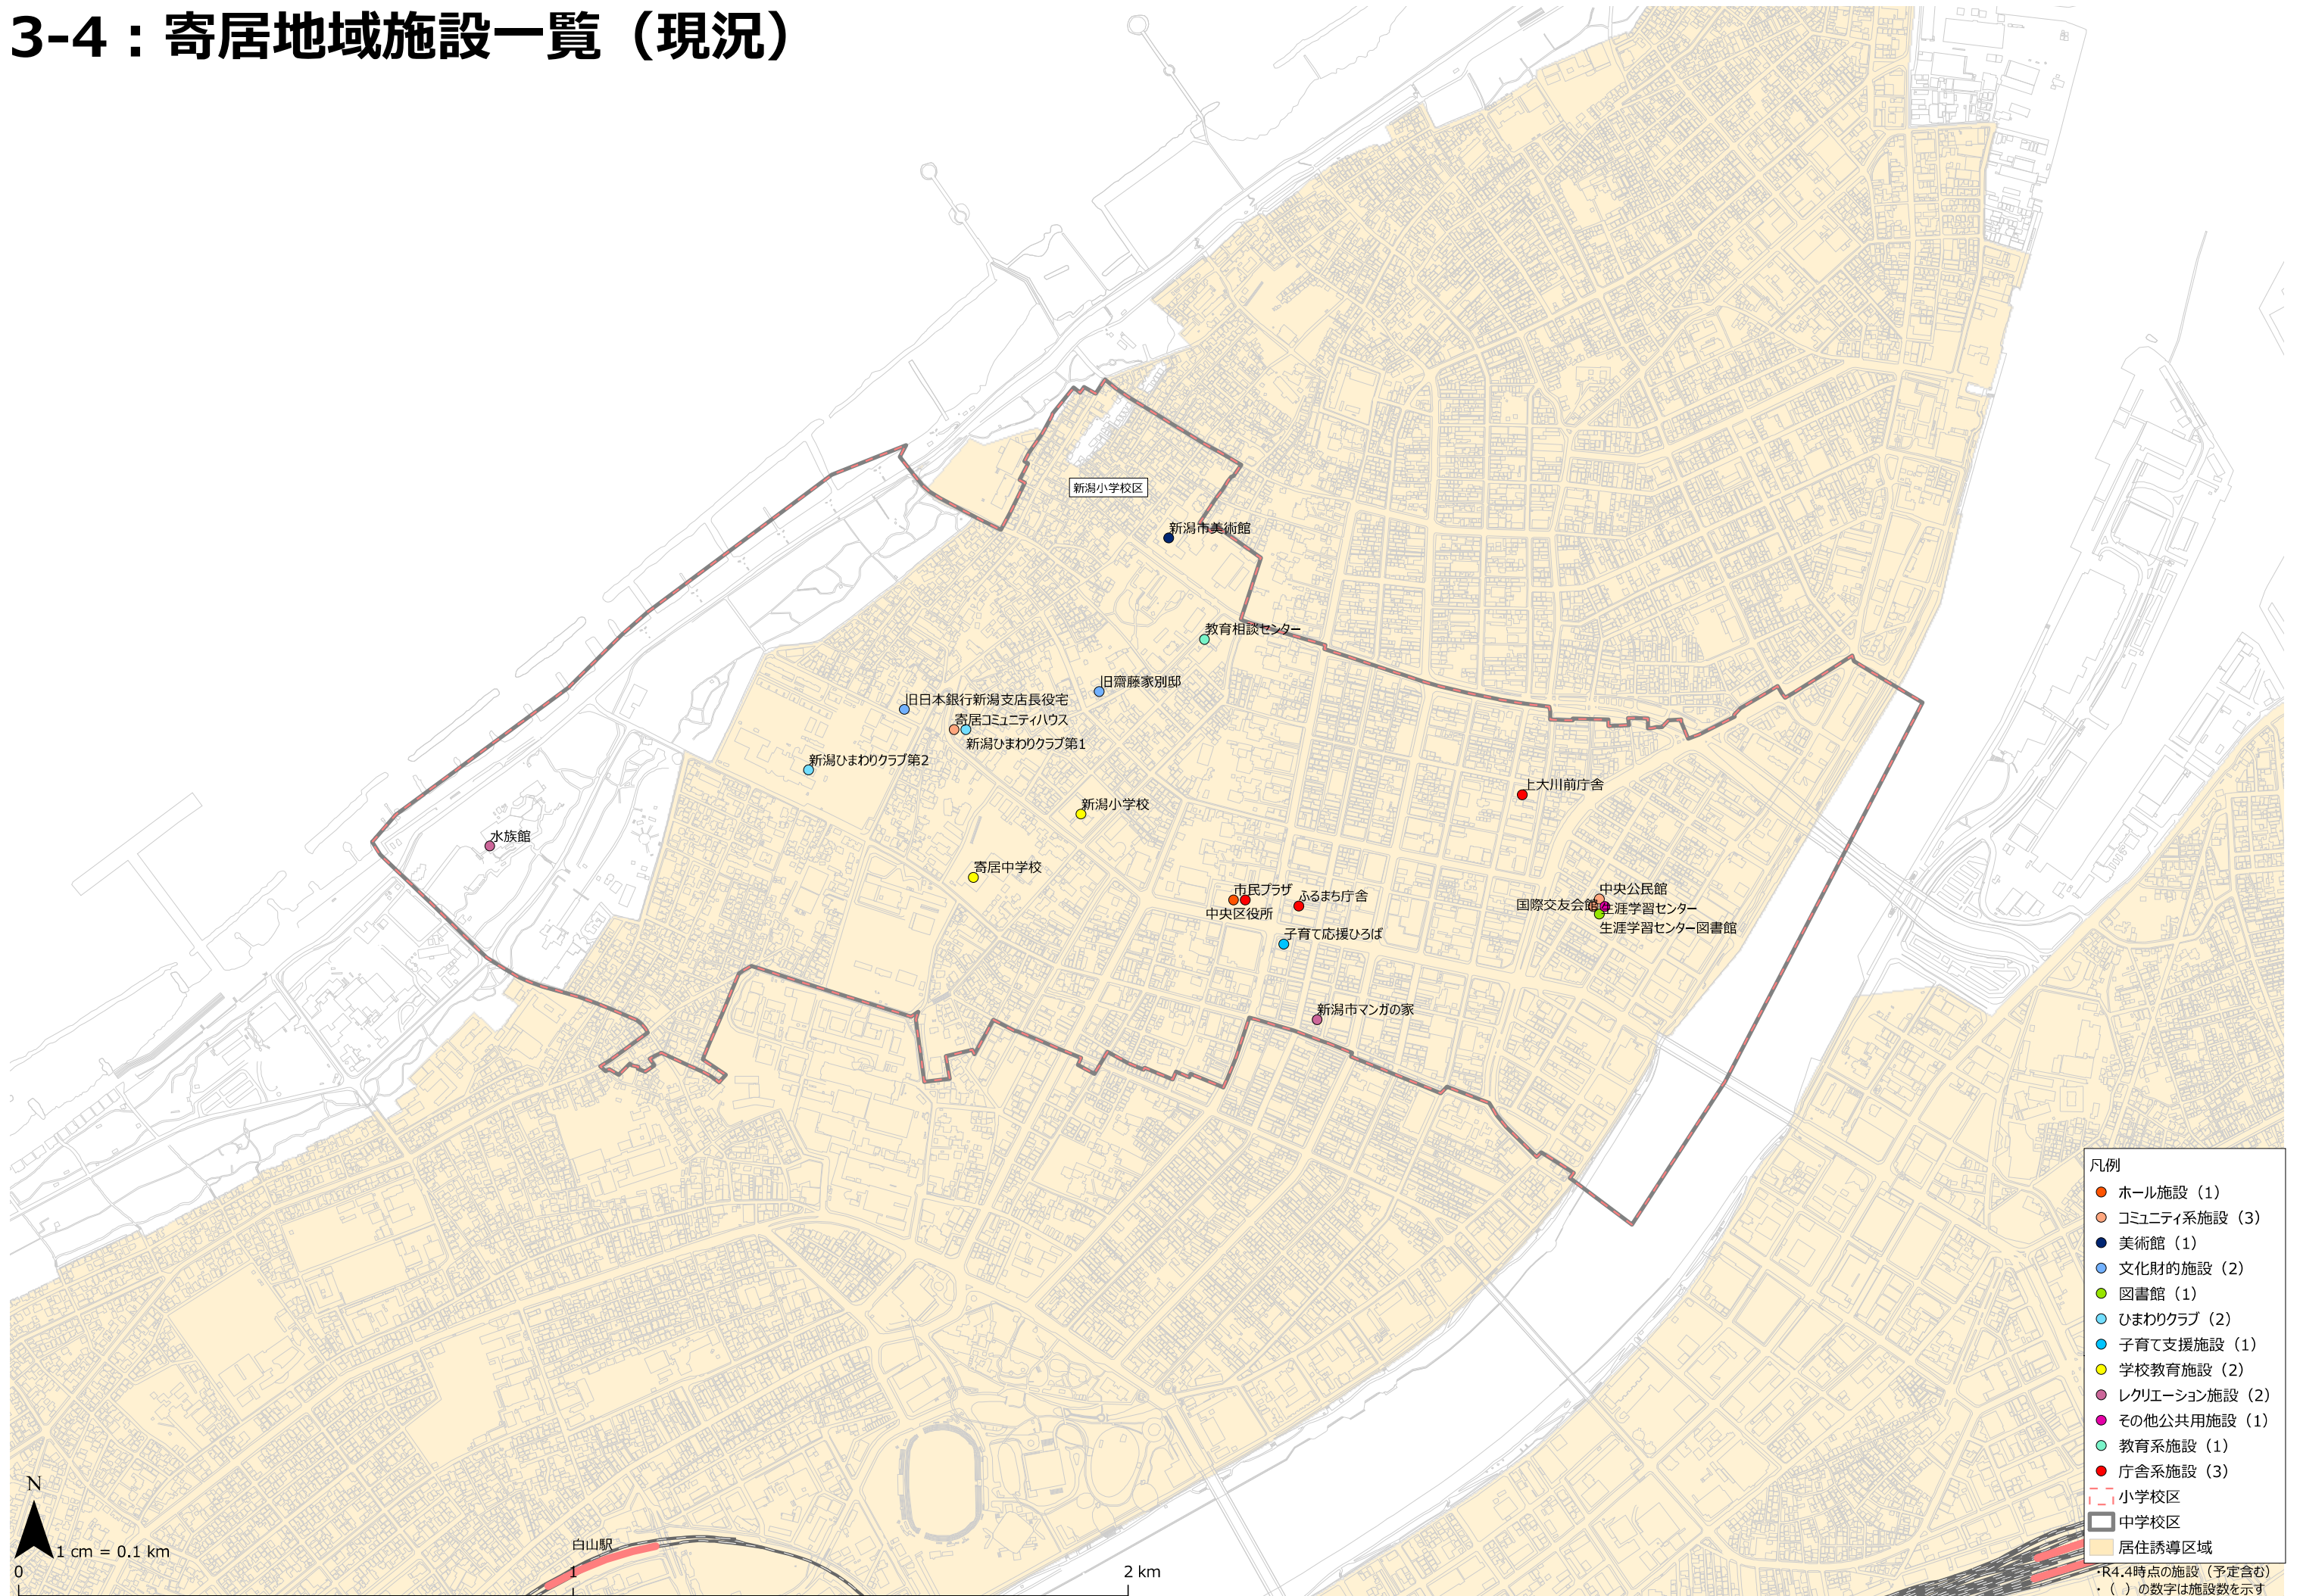 3-4：寄居地域施設一覧（現況）
新潟小学校区
新潟市美術館
教育相談センター
旧齋藤家別邸
旧日本銀行新潟支店長役宅
寄居コミュニティハウス
新潟ひまわりクラブ第1
新潟ひまわりクラブ第2
上大川前庁舎
新潟小学校
水族館
寄居中学校
市民プラザ
ふるまち庁舎
中央区役所
中央公民館
国際交友会館
生涯学習センター
生涯学習センター図書館
子育て応援ひろば
新潟市マンガの家
凡例
ホール施設（1）
コミュニティ系施設（3）
美術館（1）
文化財的施設（2）
図書館（1）
ひまわりクラブ（2）
子育て支援施設（1）
学校教育施設（2）
レクリエーション施設（2）
その他公共用施設（1）
教育系施設（1）
庁舎系施設（3）
小学校区
中学校区
居住誘導区域
・R4.4時点の施設（予定含む）
・（ ）の数字は施設数を示す
白山駅
N
1 cm = 0.1 km
0 1 2 km